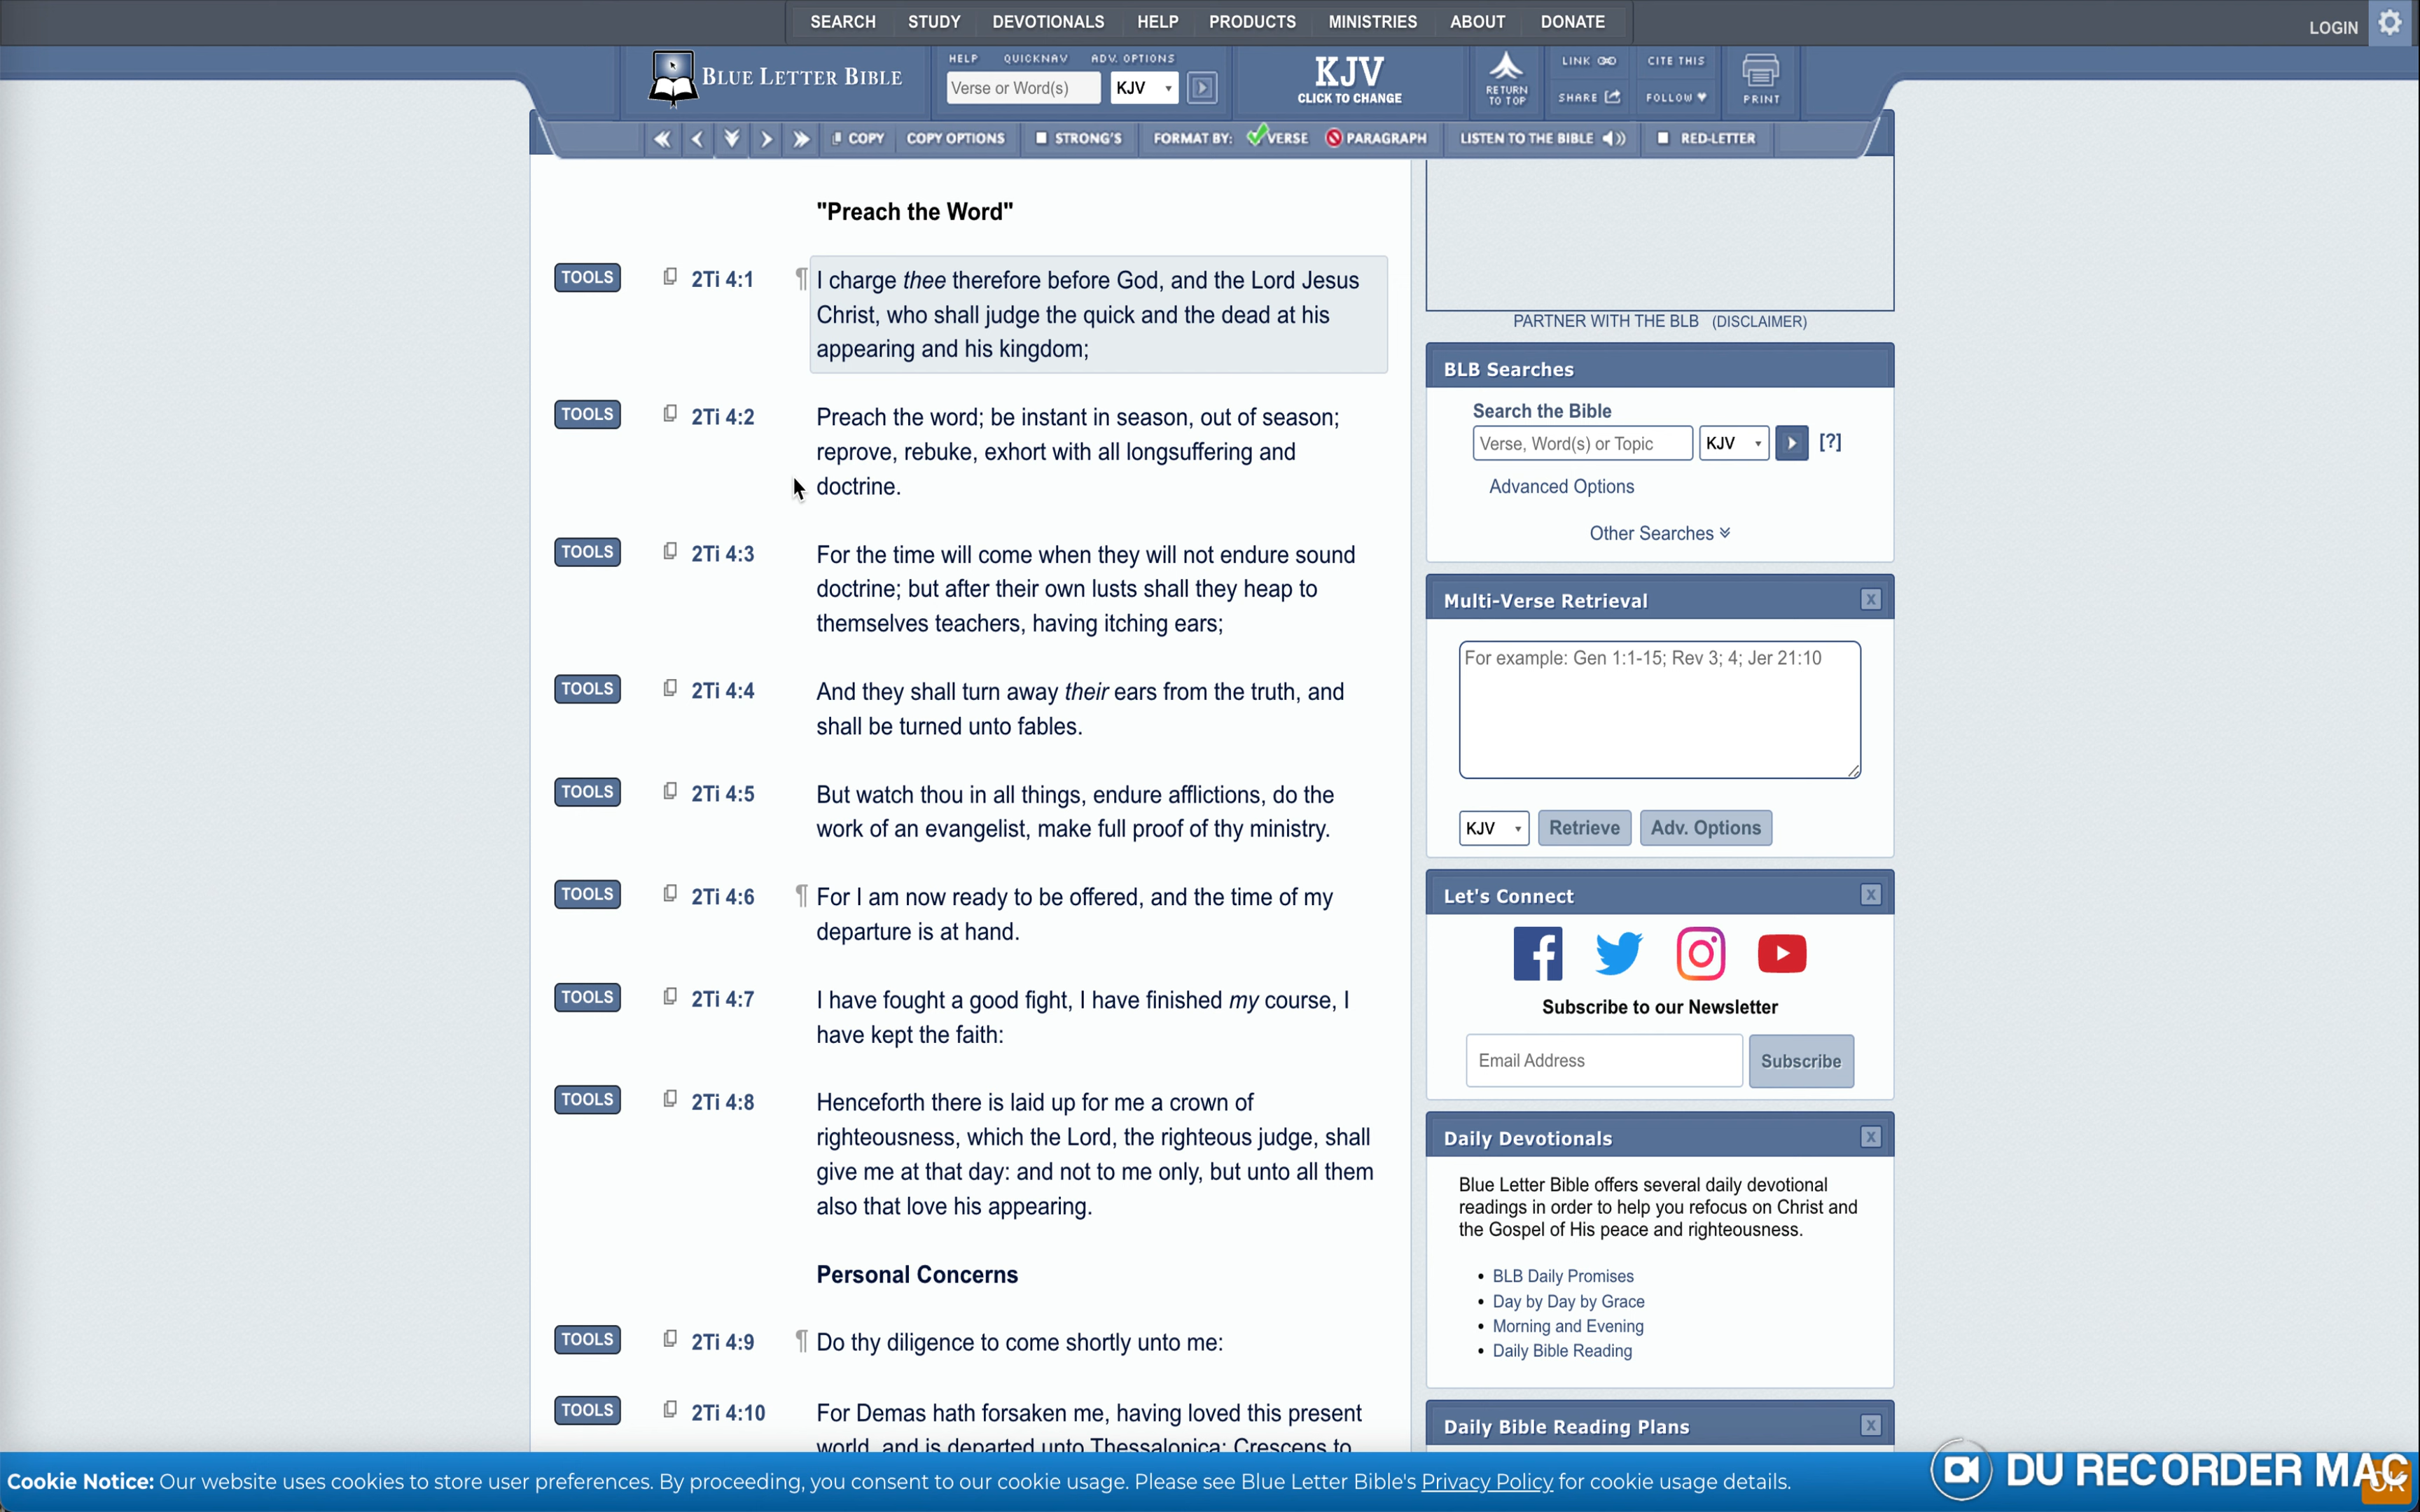 SEARCH STUDY DEVOTIONALS HELP PRODUCTS MINISTRIES ABOUT DONATE
LOGIN
BLUE LETTER BIBLE
HELP QUICKNAV ADV. OPTIONS
Verse or Word(s) KJV
KJV
CLICK TO CHANGE
RETURN
TO TOP
LINK CITE THIS
SHARE FOLLOW
PRINT
COPY COPY OPTIONS STRONG'S FORMAT BY: VERSE PARAGRAPH LISTEN TO THE BIBLE RED-LETTER
"Preach the Word"
TOOLS 2Ti 4:1 ¶ I charge thee therefore before God, and the Lord Jesus
Christ, who shall judge the quick and the dead at his
appearing and his kingdom;
TOOLS 2Ti 4:2 Preach the word; be instant in season, out of season;
reprove, rebuke, exhort with all longsuffering and
doctrine.
TOOLS 2Ti 4:3 For the time will come when they will not endure sound
doctrine; but after their own lusts shall they heap to
themselves teachers, having itching ears;
TOOLS 2Ti 4:4 And they shall turn away their ears from the truth, and
shall be turned unto fables.
TOOLS 2Ti 4:5 But watch thou in all things, endure afflictions, do the
work of an evangelist, make full proof of thy ministry.
TOOLS 2Ti 4:6 ¶ For I am now ready to be offered, and the time of my
departure is at hand.
TOOLS 2Ti 4:7 I have fought a good fight, I have finished my course, I
have kept the faith:
TOOLS 2Ti 4:8 Henceforth there is laid up for me a crown of
righteousness, which the Lord, the righteous judge, shall
give me at that day: and not to me only, but unto all them
also that love his appearing.
Personal Concerns
TOOLS 2Ti 4:9 ¶ Do thy diligence to come shortly unto me:
TOOLS 2Ti 4:10 For Demas hath forsaken me, having loved this present
world, and is departed unto Thessalonica; Crescens to
PARTNER WITH THE BLB (DISCLAIMER)
BLB Searches
Search the Bible
Verse, Word(s) or Topic KJV [?]
Advanced Options
Other Searches
Multi-Verse Retrieval X
For example: Gen 1:1-15; Rev 3; 4; Jer 21:10
KJV Retrieve Adv. Options
Let's Connect X
Subscribe to our Newsletter
Email Address Subscribe
Daily Devotionals X
Blue Letter Bible offers several daily devotional
readings in order to help you refocus on Christ and
the Gospel of His peace and righteousness.
• BLB Daily Promises
• Day by Day by Grace
• Morning and Evening
• Daily Bible Reading
Daily Bible Reading Plans X
Cookie Notice: Our website uses cookies to store user preferences. By proceeding, you consent to our cookie usage. Please see Blue Letter Bible's Privacy Policy for cookie usage details.
DU RECORDER MAC
OK